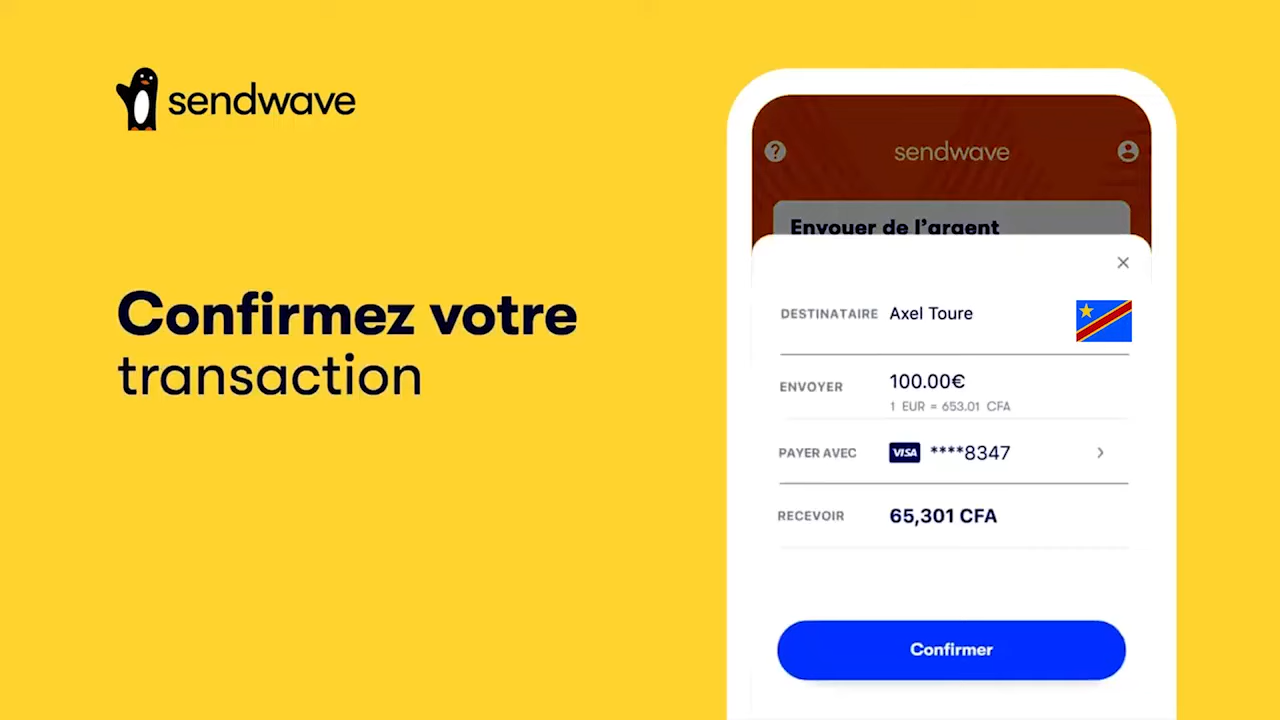 sendwave
Confirmez votre
transaction
?
sendwave
Envouer de l'argent
DESTINATAIRE Axel Toure
ENVOYER 100.00€
1 EUR = 653.01 CFA
PAYER AVEC VISA ****8347
RECEVOIR 65,301 CFA
Confirmer